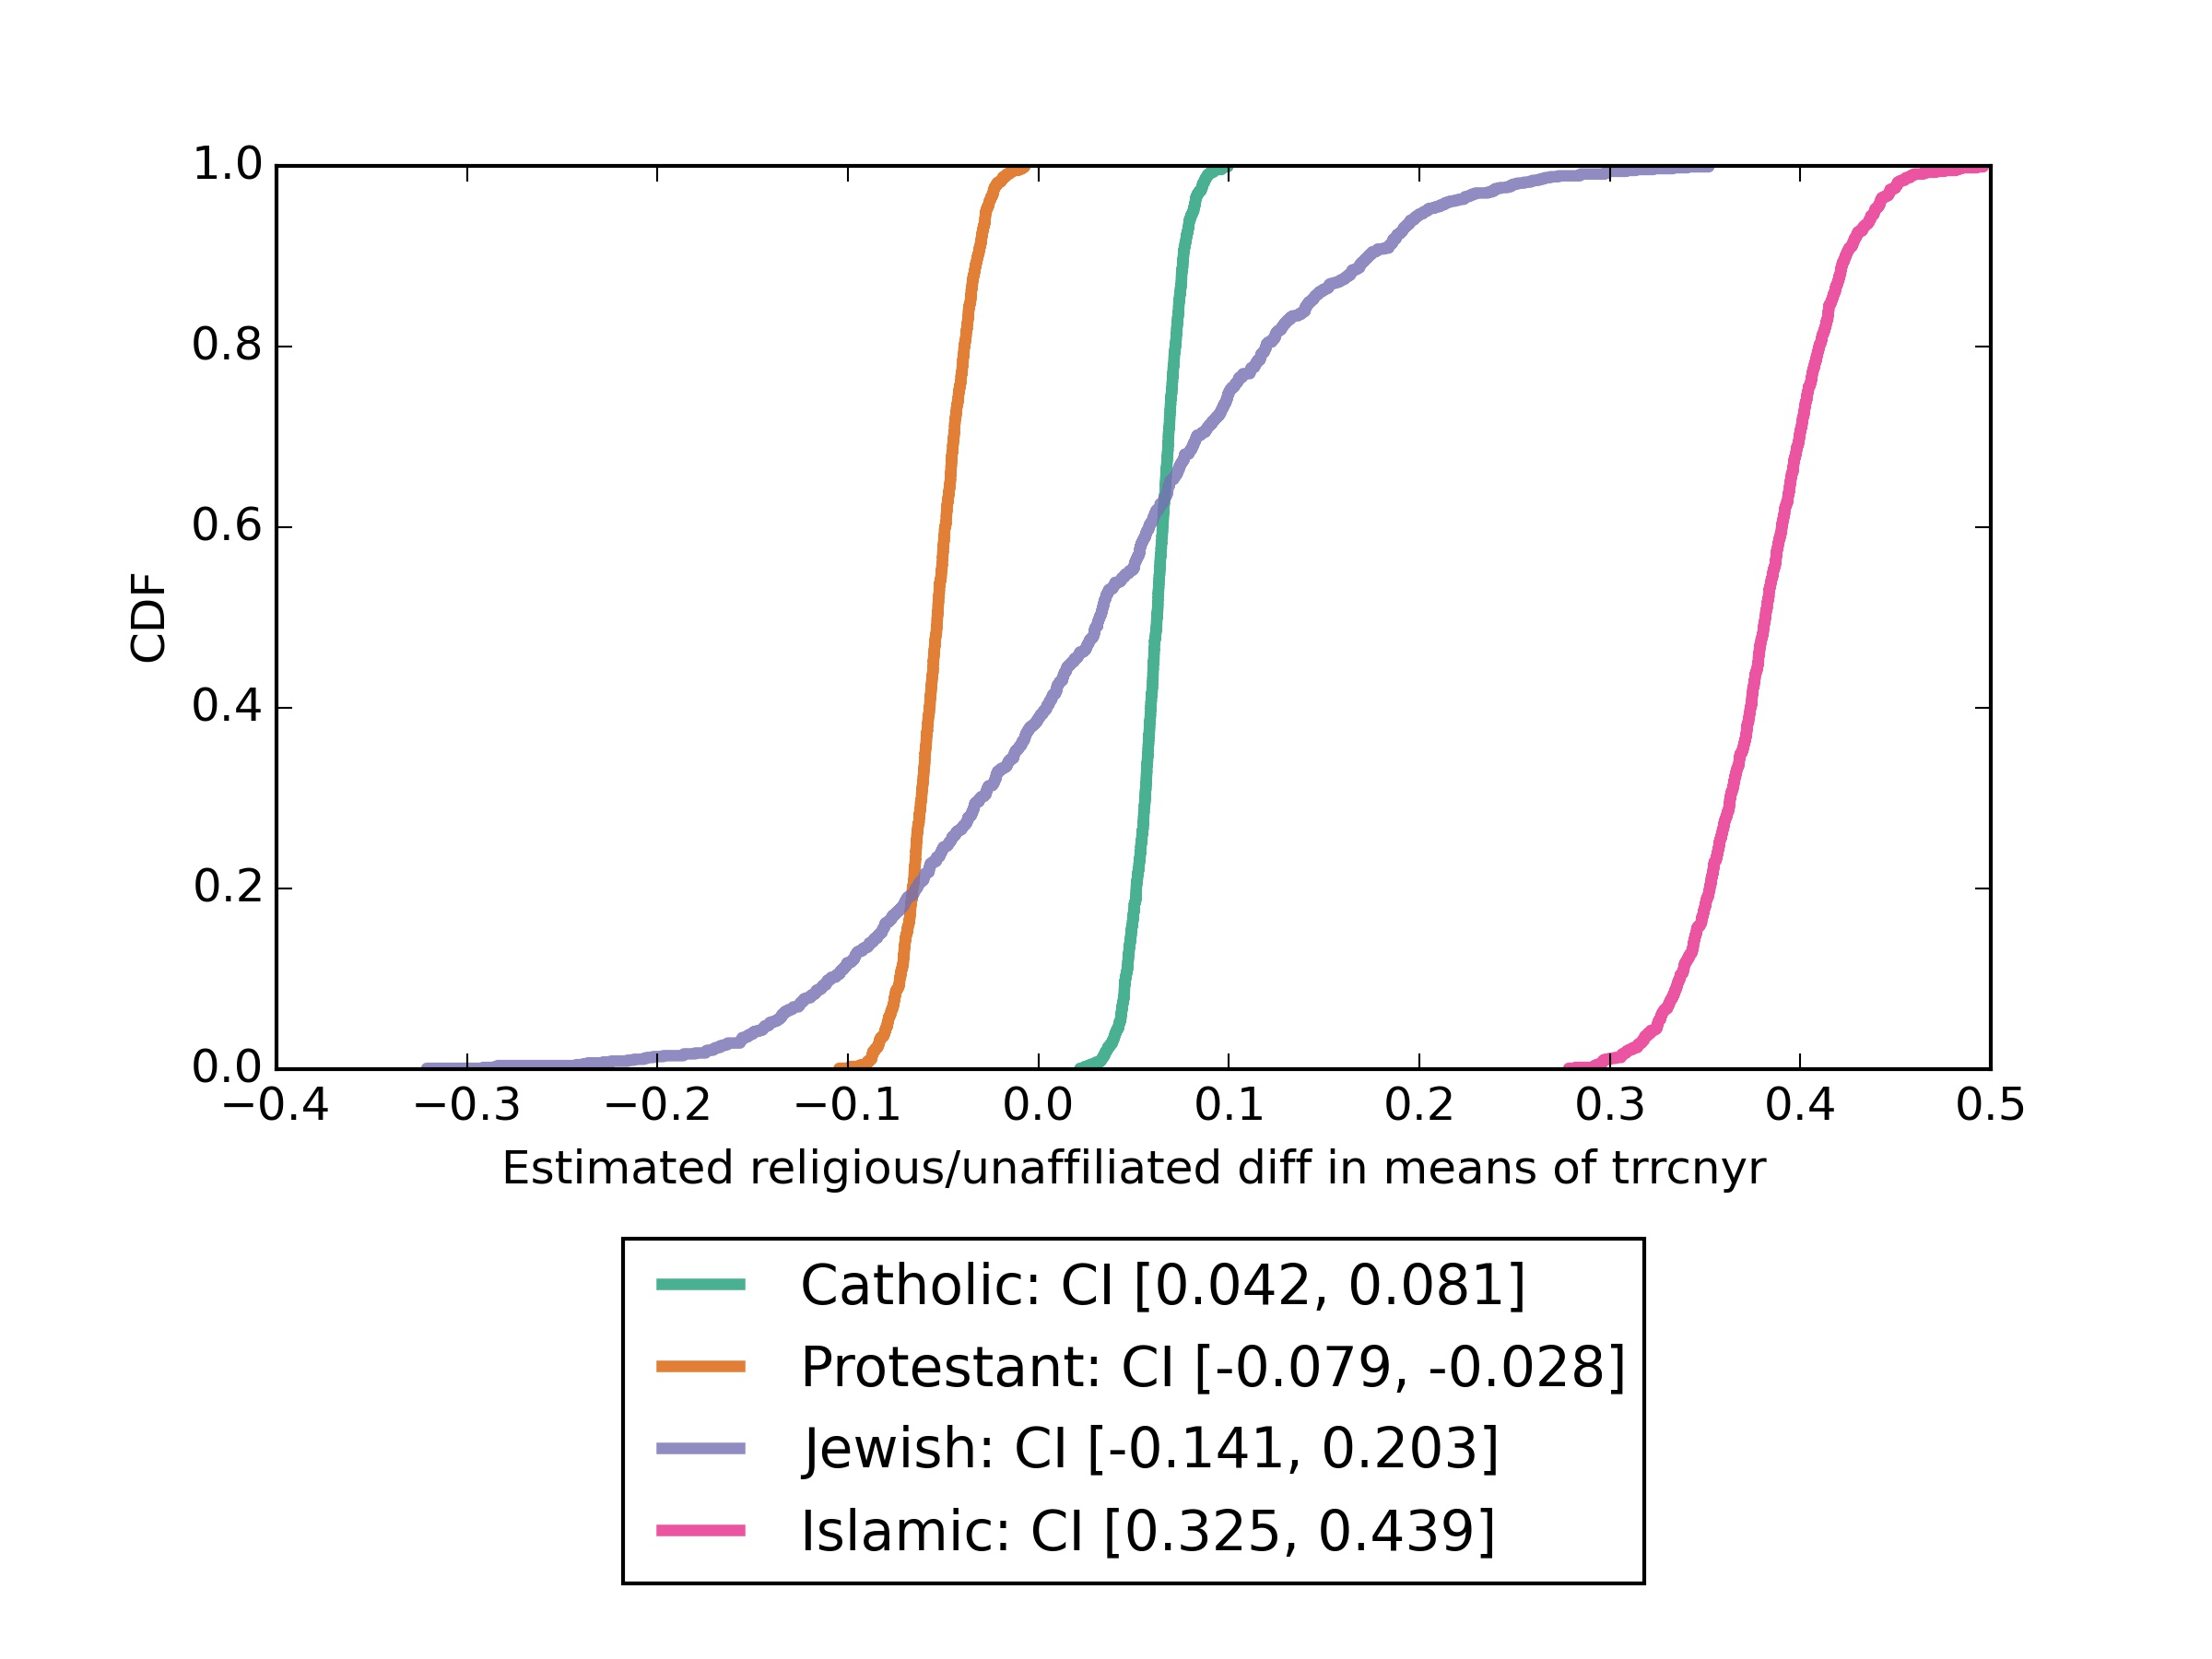 1.0
0.8
0.6
0.4
0.2
0.0
CDF
−0.4 −0.3 −0.2 −0.1 0.0 0.1 0.2 0.3 0.4 0.5
Estimated religious/unaffiliated diff in means of trrcnyr
Catholic: CI [0.042, 0.081]
Protestant: CI [-0.079, -0.028]
Jewish: CI [-0.141, 0.203]
Islamic: CI [0.325, 0.439]